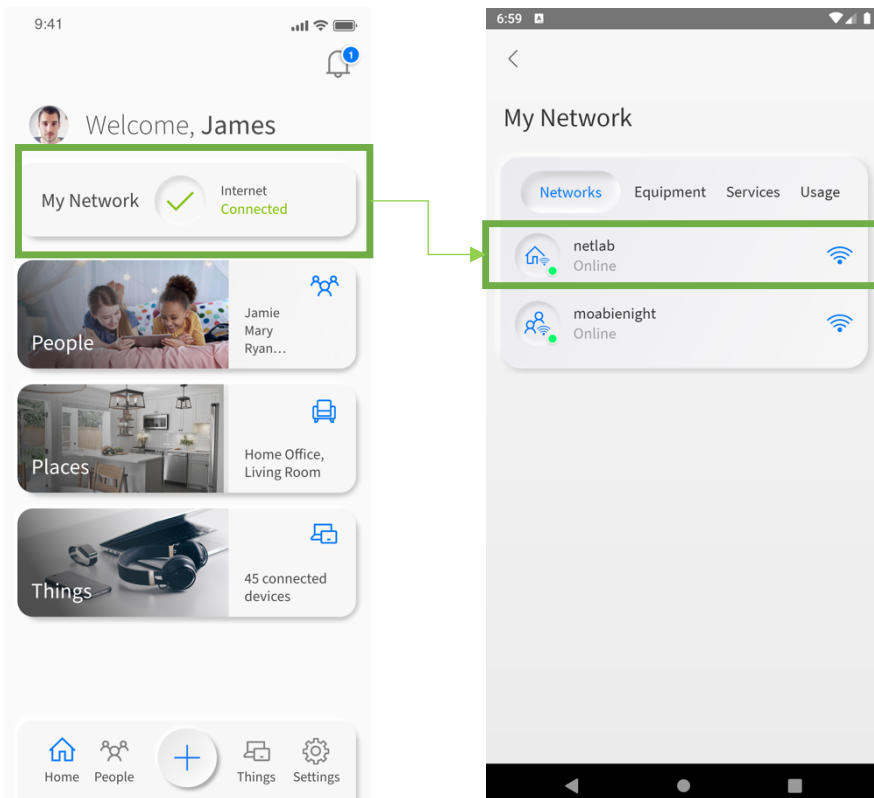 9:41
1
Welcome, James
My Network
Internet
Connected
People
Jamie
Mary
Ryan...
Places
Home Office,
Living Room
Things
45 connected
devices
Home People Things Settings
6:59 A
My Network
Networks Equipment Services Usage
netlab
Online
moabienight
Online